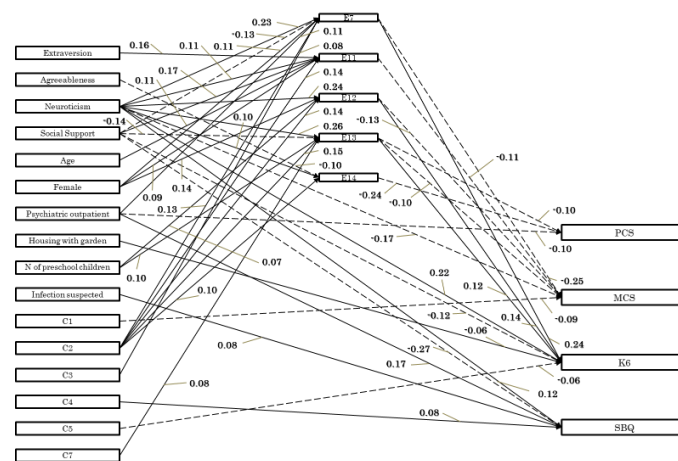 0.23
E7
-0.13
0.11
0.16
0.11
0.11
0.08
Extraversion
E11
Agreeableness
0.11
0.17
0.14
0.24
E12
Neuroticism
-0.14
0.10
0.14
-0.13
Social Support
0.26
E13
0.15
-0.11
Age
0.14
-0.10
E14
Female
0.09
-0.24
-0.10
Psychiatric outpatient
0.13
-0.10
PCS
-0.17
-0.10
Housing with garden
0.07
N of preschool children
0.10
0.22
0.12
-0.25
Infection suspected
0.10
MCS
-0.12
-0.09
C1
-0.06
0.14
0.24
C2
0.08
-0.27
K6
C3
0.17
-0.06
0.08
0.12
C4
0.08
C5
SBQ
C7